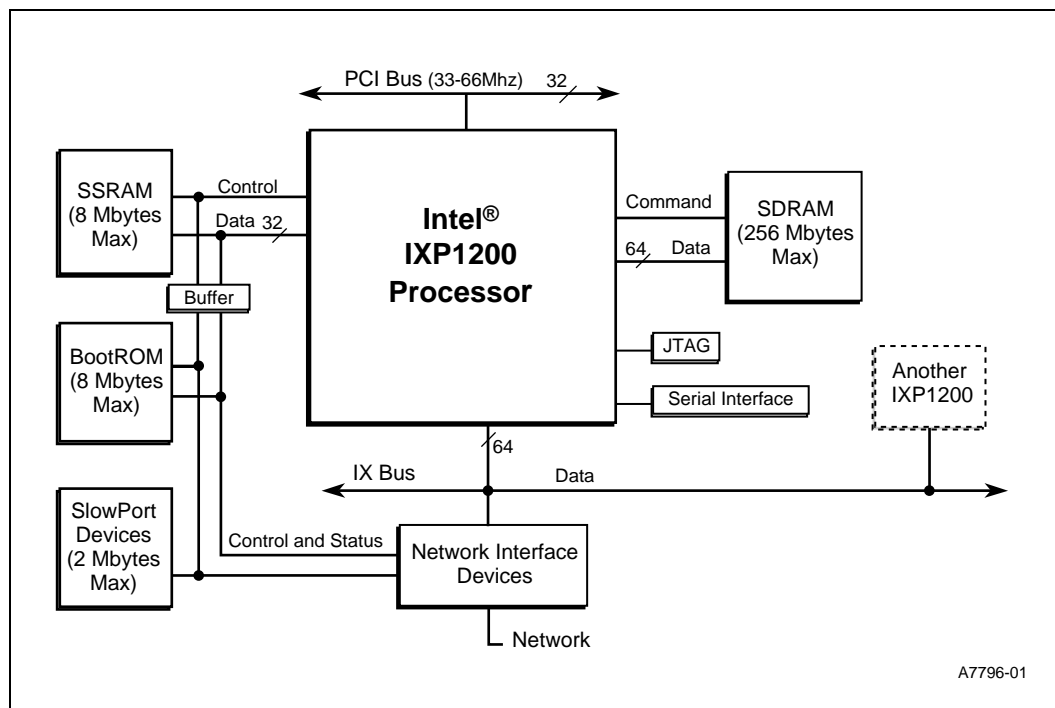 PCI Bus (33-66Mhz) 32
SSRAM
(8 Mbytes
Max)
Control
Data 32
Buffer
BootROM
(8 Mbytes
Max)
SlowPort
Devices
(2 Mbytes
Max)
Intel®
IXP1200
Processor
Command
64 Data
SDRAM
(256 Mbytes
Max)
JTAG
Serial Interface
Another
IXP1200
64
IX Bus
Data
Control and Status
Network Interface
Devices
Network
A7796-01